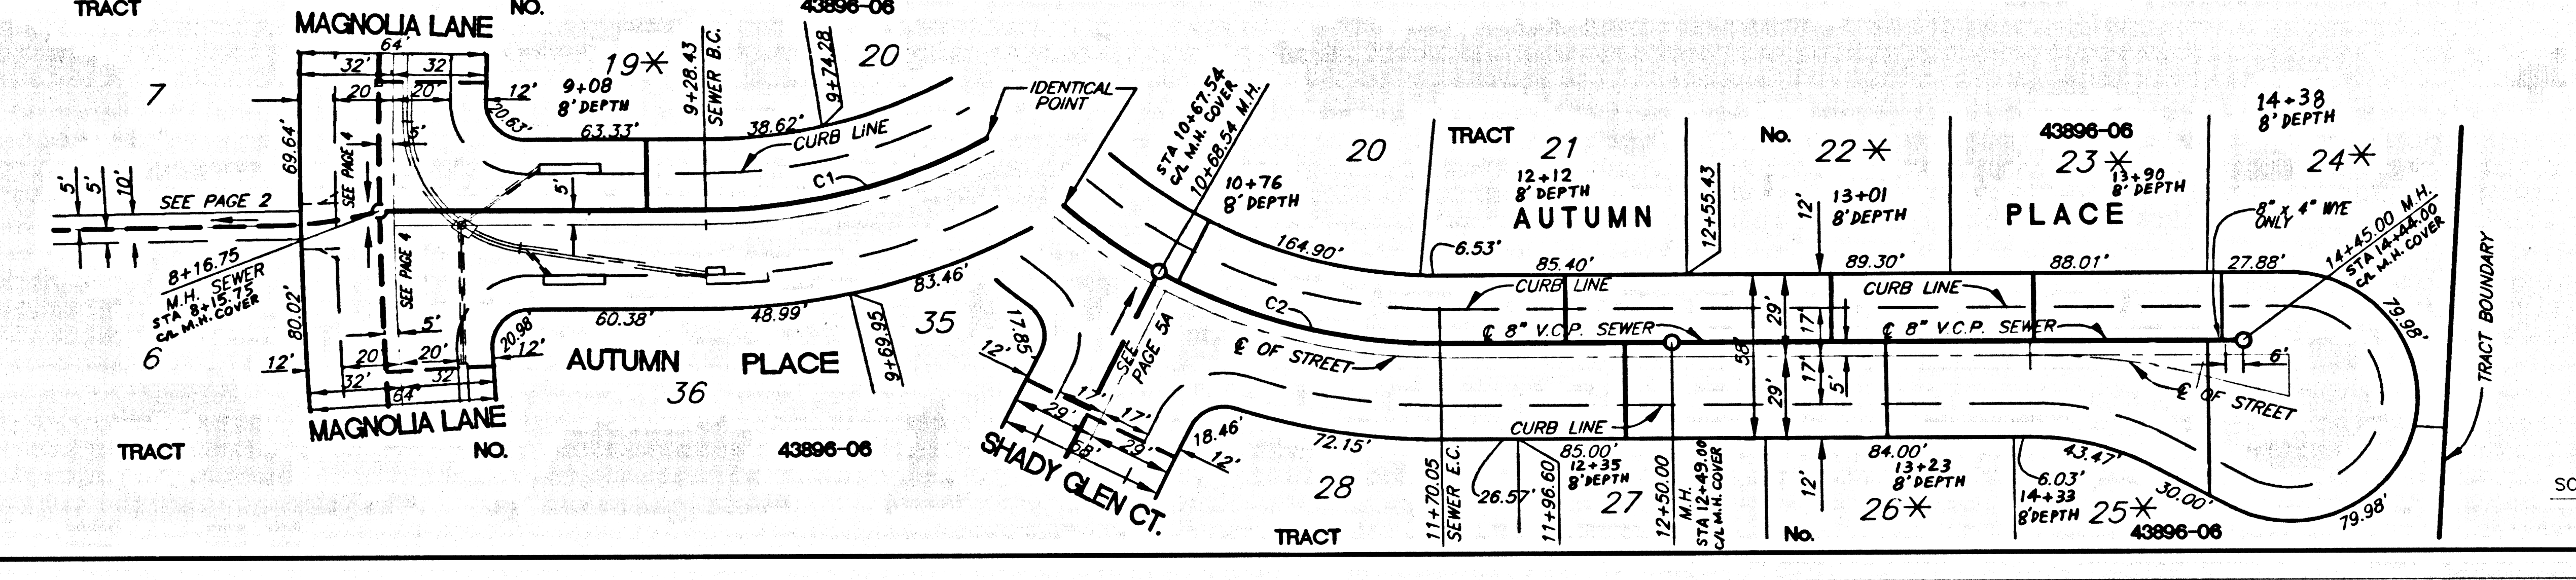 TRACT
NO.
43896-06
MAGNOLIA LANE
64'
32'
32
7
20
20'
12'
20.63'
5'
69.64'
SEE PAGE 4
19*
9+08
8' DEPTH
63.33'
9+28.43
SEWER B.C.
38.62'
9+74.28
20
CURB LINE
C1
5'
5'
5'
10'
SEE PAGE 2
8+16.75
M.H. SEWER
STA 8+15.75
C/L M.H. COVER
80.02'
SEE PAGE 4
5'
6
12'
20
20'
32'
32
64'
20.98'
12'
MAGNOLIA LANE
60.38'
48.99'
83.46'
9+69.95
35
AUTUMN PLACE
36
TRACT
NO.
43896-06
IDENTICAL
POINT
STA 10+67.54
C/L M.H. COVER
10+68.54 M.H.
10+76
8' DEPTH
164.90'
C2
20
TRACT
No.
43896-06
21
12+12
8' DEPTH
AUTUMN
PLACE
12+55.43
22*
13+01
8' DEPTH
12'
23*
13+90
8' DEPTH
14+38
8' DEPTH
24*
8" x 4" WYE
ONLY
14+45.00 M.H.
STA 14+44.00
C/L M.H. COVER
6.53'
85.40'
89.30'
88.01'
27.88'
CURB LINE
CURB LINE
℄ 8" V.C.P. SEWER
℄ 8" V.C.P. SEWER
℄ OF STREET
58'
29'
17'
29'
17'
5'
6'
℄ OF STREET
79.98'
TRACT BOUNDARY
17.85'
12'
SEE
PAGE 5A
17'
29'
17'
29'
58'
18.46'
12'
SHADY GLEN CT.
72.15'
28
TRACT
CURB LINE
11+70.05
SEWER E.C.
26.57'
11+96.60
85.00'
12+35
8' DEPTH
27
12+50.00
M.H.
STA 12+49.00
C/L M.H. COVER
12'
84.00'
13+23
8' DEPTH
26*
No.
6.03'
14+33
8' DEPTH
25*
43896-06
43.47'
30.00'
79.98'
SC